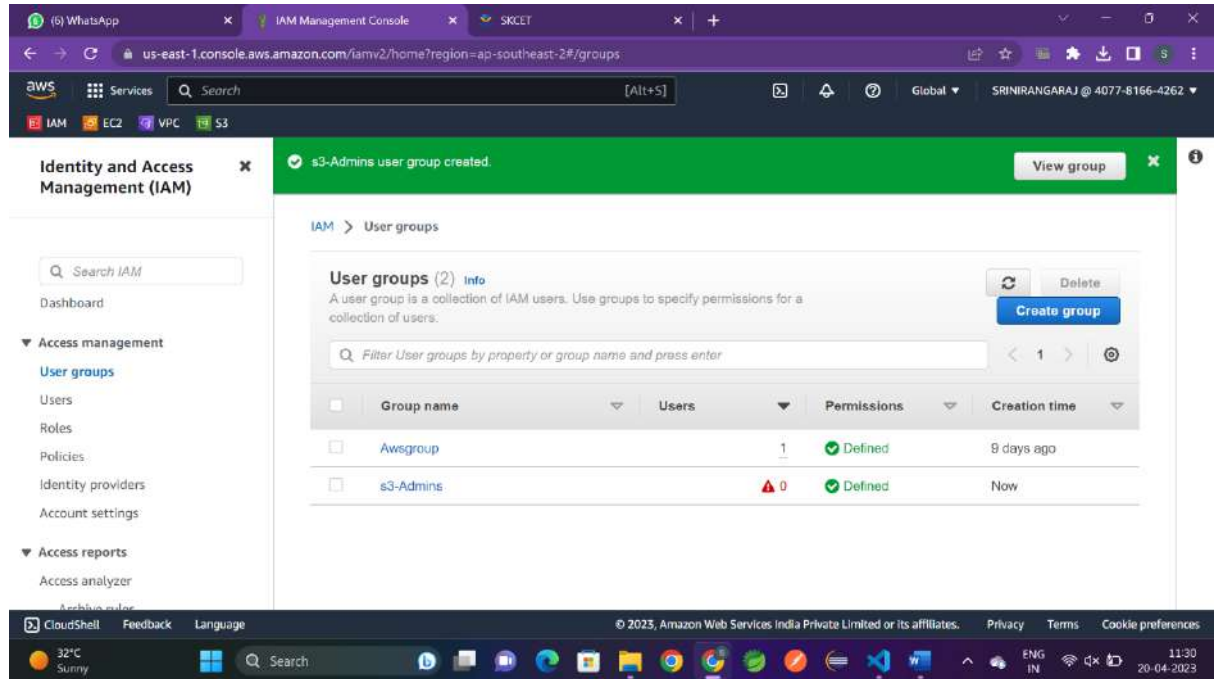 (6) WhatsApp IAM Management Console SKCET
us-east-1.console.aws.amazon.com/iamv2/home?region=ap-southeast-2#/groups S
aws Services Search [Alt+S] Global SRINIRANGARAJ @ 4077-8166-4262
IAM EC2 VPC S3
Identity and Access
Management (IAM)
Search IAM
Dashboard
Access management
User groups
Users
Roles
Policies
Identity providers
Account settings
Access reports
Access analyzer
Archive rules
s3-Admins user group created. View group
IAM > User groups
User groups (2) Info
A user group is a collection of IAM users. Use groups to specify permissions for a
collection of users.
Delete
Create group
Filter User groups by property or group name and press enter
1
Group name Users Permissions Creation time
Awsgroup 1 Defined 9 days ago
s3-Admins 0 Defined Now
CloudShell Feedback Language © 2023, Amazon Web Services India Private Limited or its affiliates. Privacy Terms Cookie preferences
32°C
Sunny
Search
ENG
IN
11:30
20-04-2023